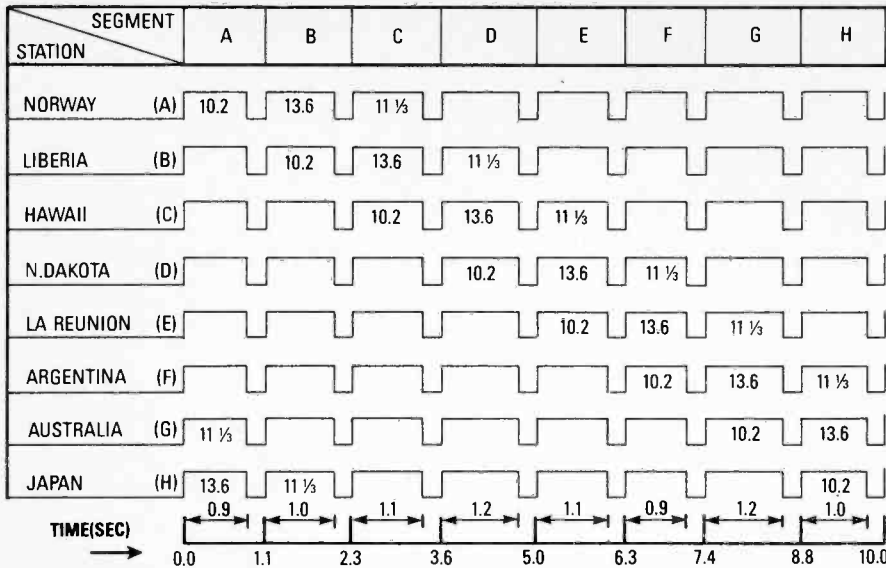 SEGMENT
STATION
A B C D E F G H
NORWAY (A) 10.2 13.6 11 1/3
LIBERIA (B) 10.2 13.6 11 1/3
HAWAII (C) 10.2 13.6 11 1/3
N.DAKOTA (D) 10.2 13.6 11 1/3
LA REUNION (E) 10.2 13.6 11 1/3
ARGENTINA (F) 10.2 13.6 11 1/3
AUSTRALIA (G) 11 1/3 10.2 13.6
JAPAN (H) 13.6 11 1/3 10.2
0.9 1.0 1.1 1.2 1.1 0.9 1.2 1.0
TIME(SEC)
0.0 1.1 2.3 3.6 5.0 6.3 7.4 8.8 10.0